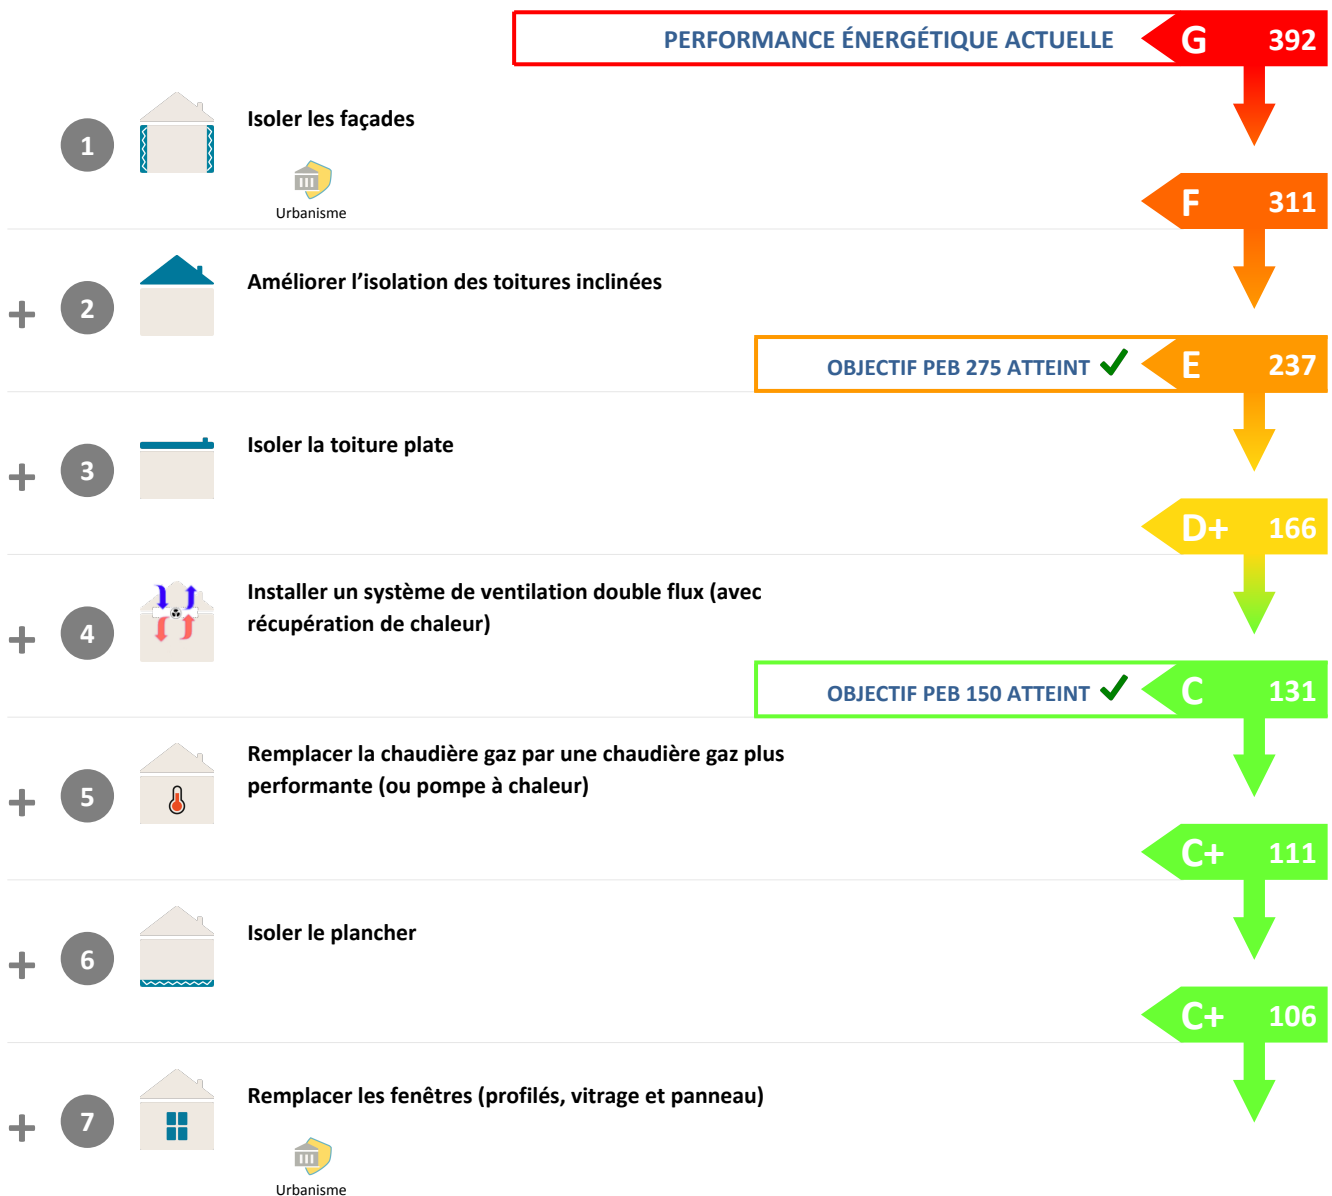 PERFORMANCE ÉNERGÉTIQUE ACTUELLE G 392
1 Isoler les façades
Urbanisme
F 311
+ 2 Améliorer l'isolation des toitures inclinées
OBJECTIF PEB 275 ATTEINT ✔ E 237
+ 3 Isoler la toiture plate
D+ 166
+ 4 Installer un système de ventilation double flux (avec
récupération de chaleur)
OBJECTIF PEB 150 ATTEINT ✔ C 131
+ 5 Remplacer la chaudière gaz par une chaudière gaz plus
performante (ou pompe à chaleur)
C+ 111
+ 6 Isoler le plancher
C+ 106
+ 7 Remplacer les fenêtres (profilés, vitrage et panneau)
Urbanisme